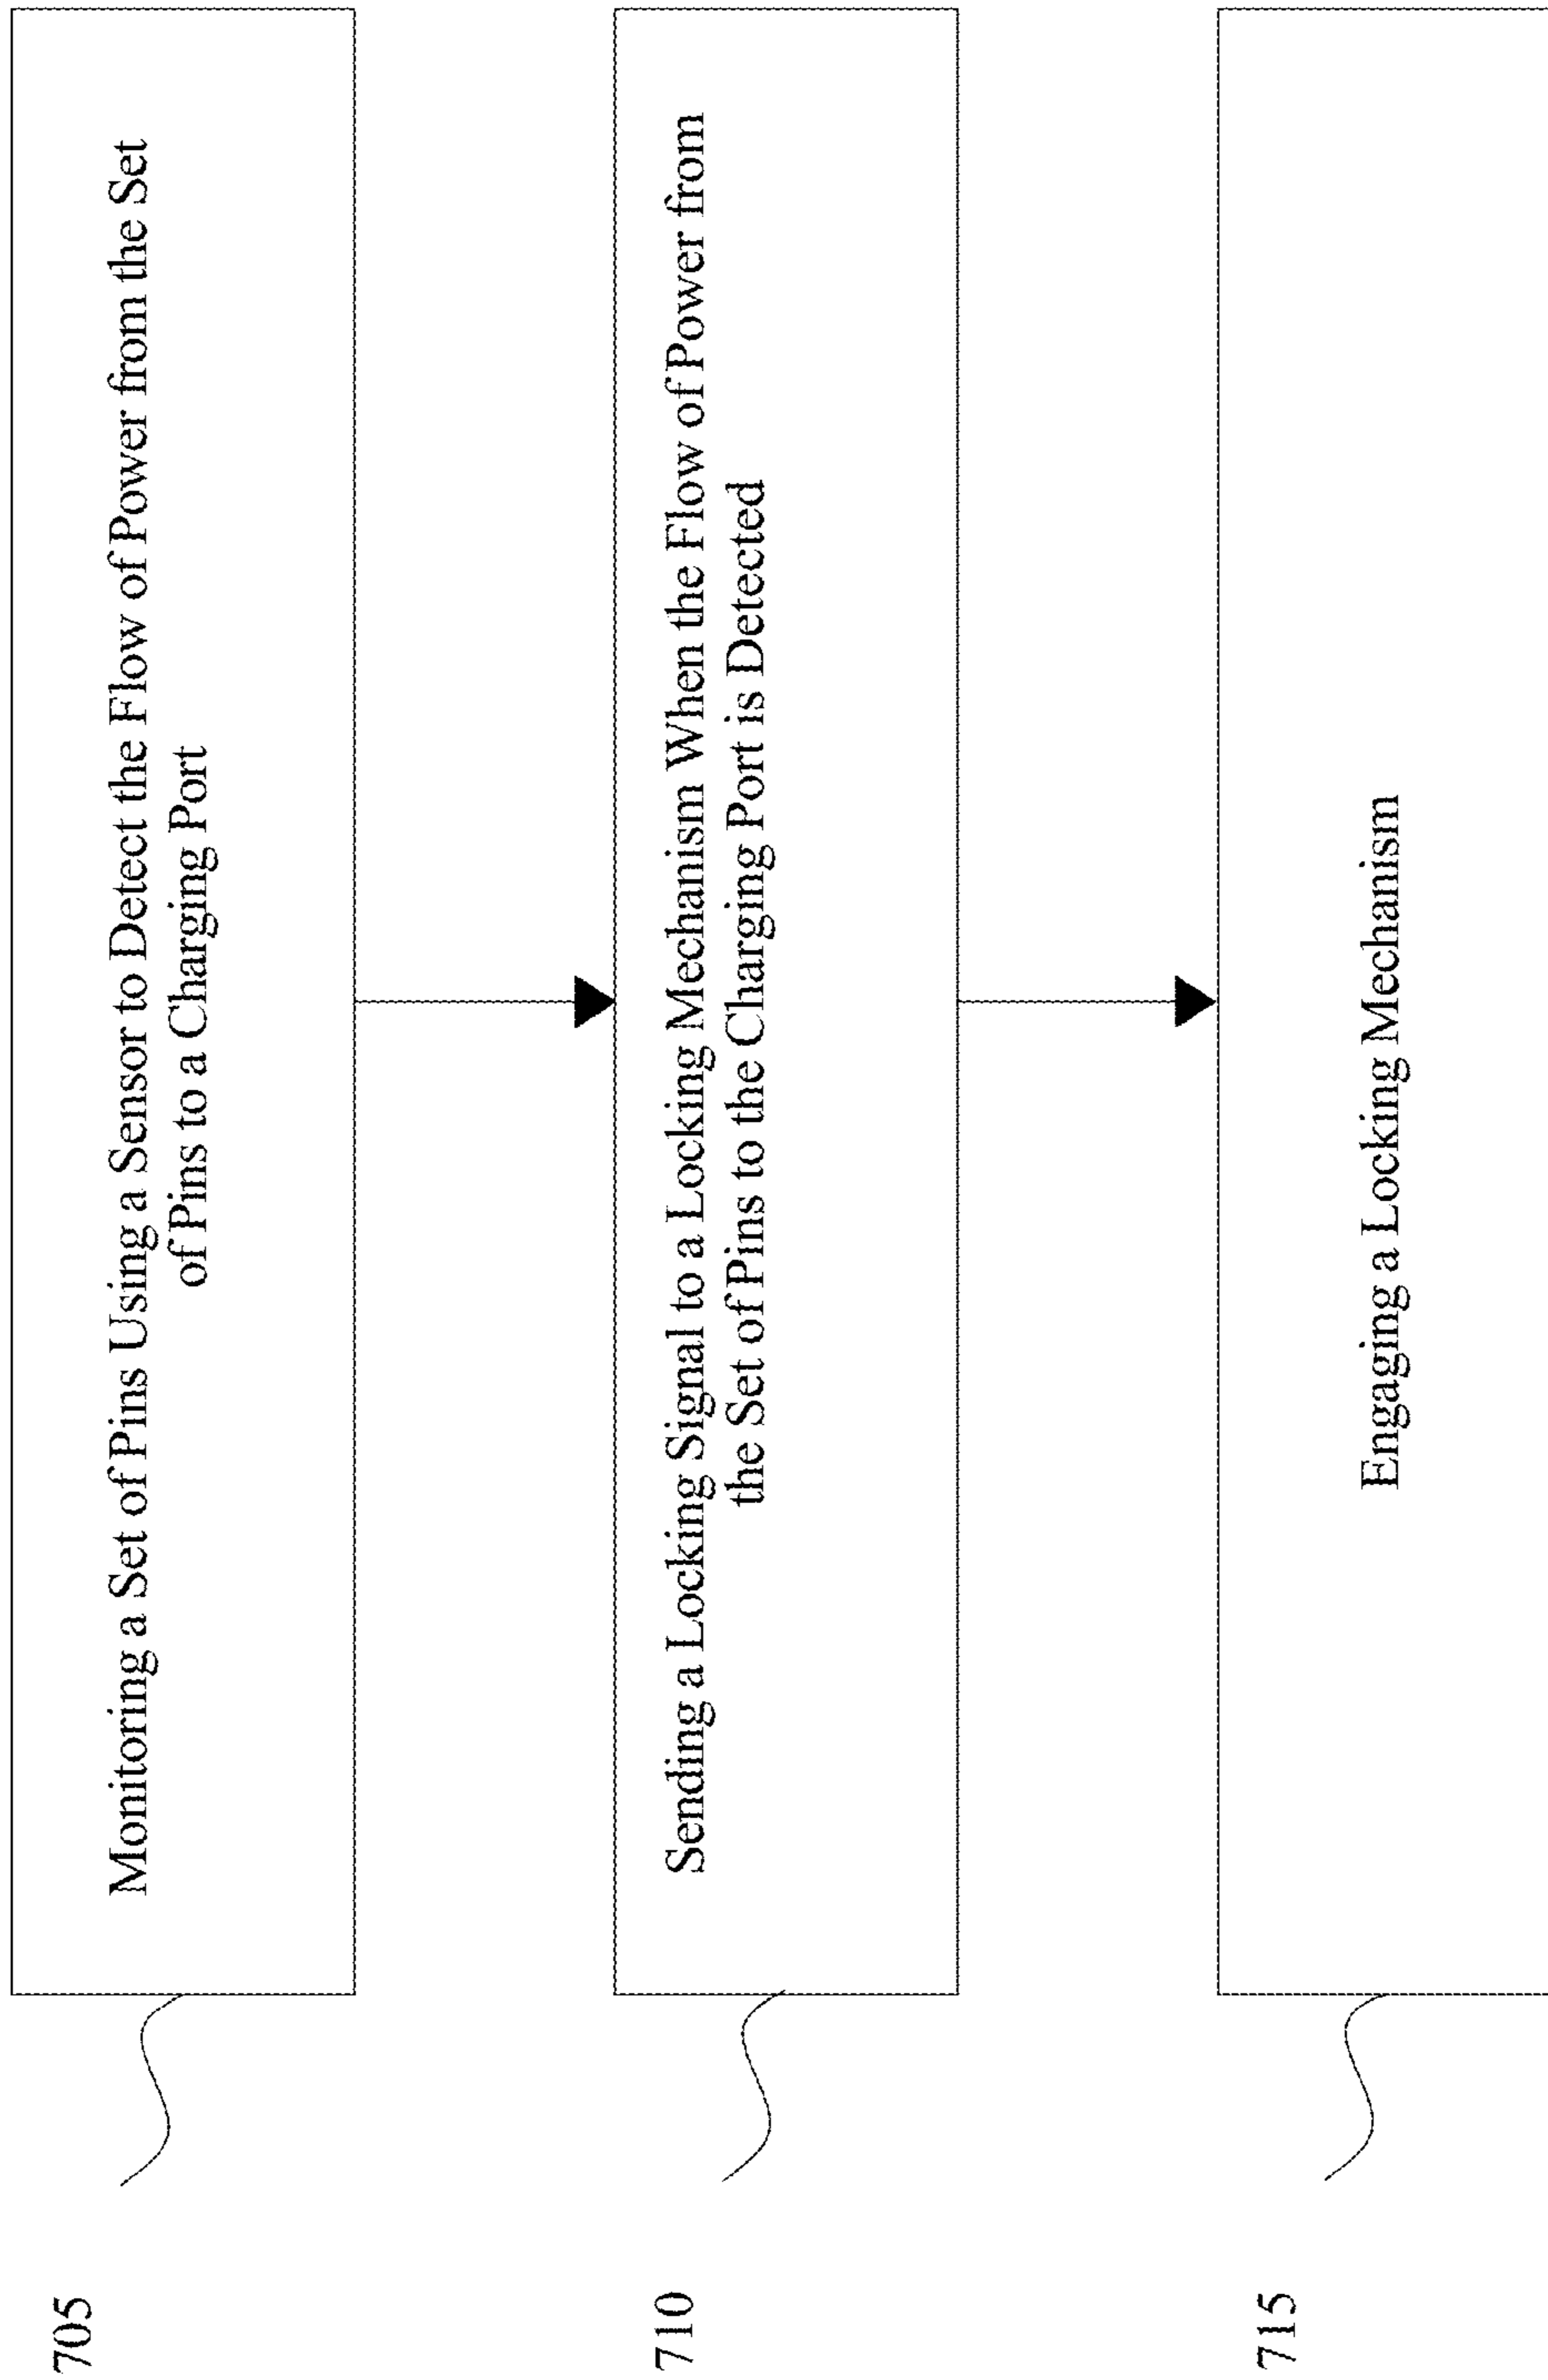 705
Monitoring a Set of Pins Using a Sensor to Detect the Flow of Power from the Set
of Pins to a Charging Port
710
Sending a Locking Signal to a Locking Mechanism When the Flow of Power from
the Set of Pins to the Charging Port is Detected
715
Engaging a Locking Mechanism